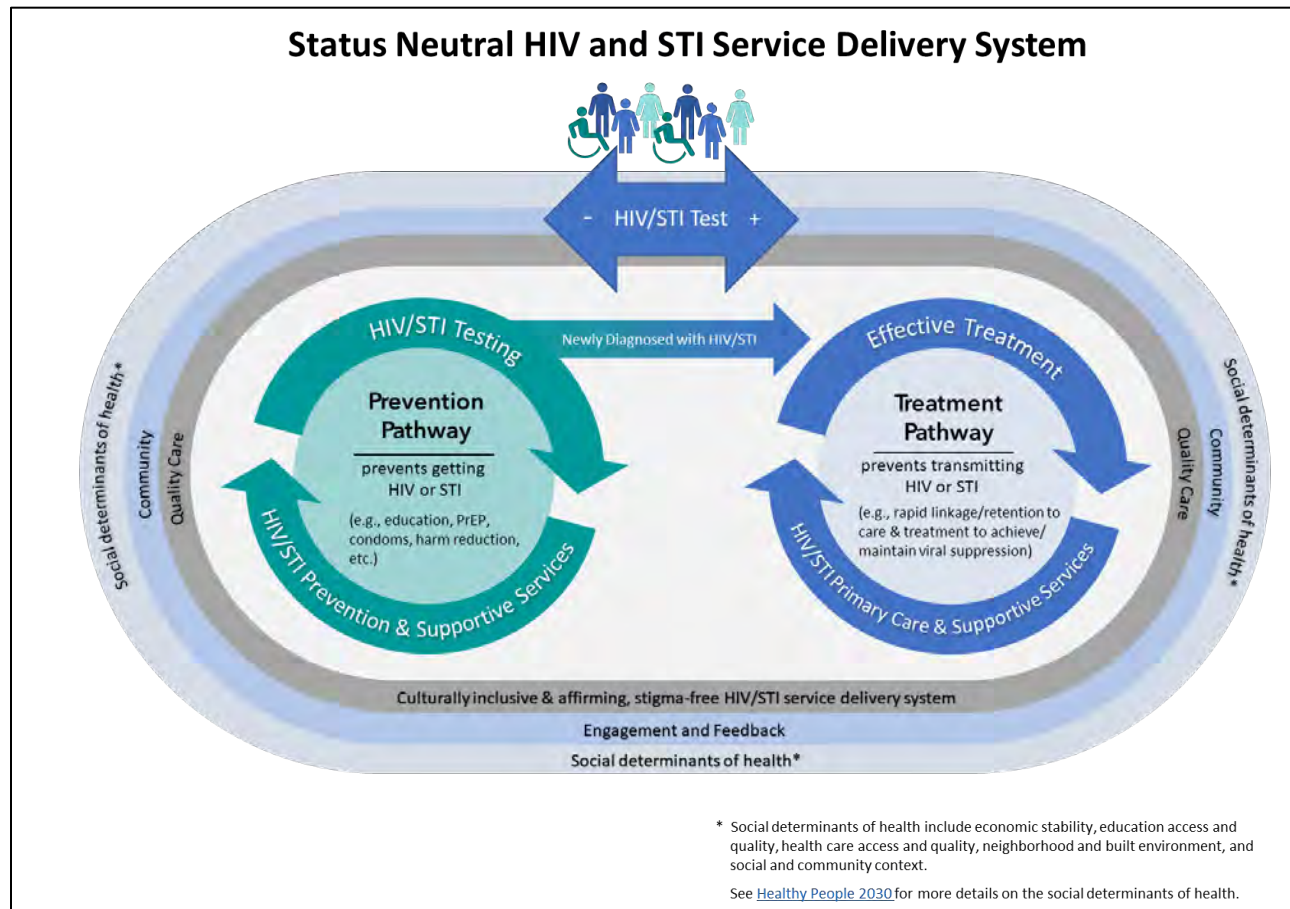 Status Neutral HIV and STI Service Delivery System
- HIV/STI Test +
HIV/STI Testing
Newly Diagnosed with HIV/STI
Effective Treatment
Prevention
Pathway
prevents getting
HIV or STI
(e.g., education, PrEP,
condoms, harm reduction,
etc.)
HIV/STI Prevention & Supportive Services
Treatment
Pathway
prevents transmitting
HIV or STI
(e.g., rapid linkage/retention to
care & treatment to achieve/
maintain viral suppression)
HIV/STI Primary Care & Supportive Services
Social determinants of health*
Community
Quality Care
Quality Care
Community
Social determinants of health*
Culturally inclusive & affirming, stigma-free HIV/STI service delivery system
Engagement and Feedback
Social determinants of health*
* Social determinants of health include economic stability, education access and
quality, health care access and quality, neighborhood and built environment, and
social and community context.
See Healthy People 2030 for more details on the social determinants of health.